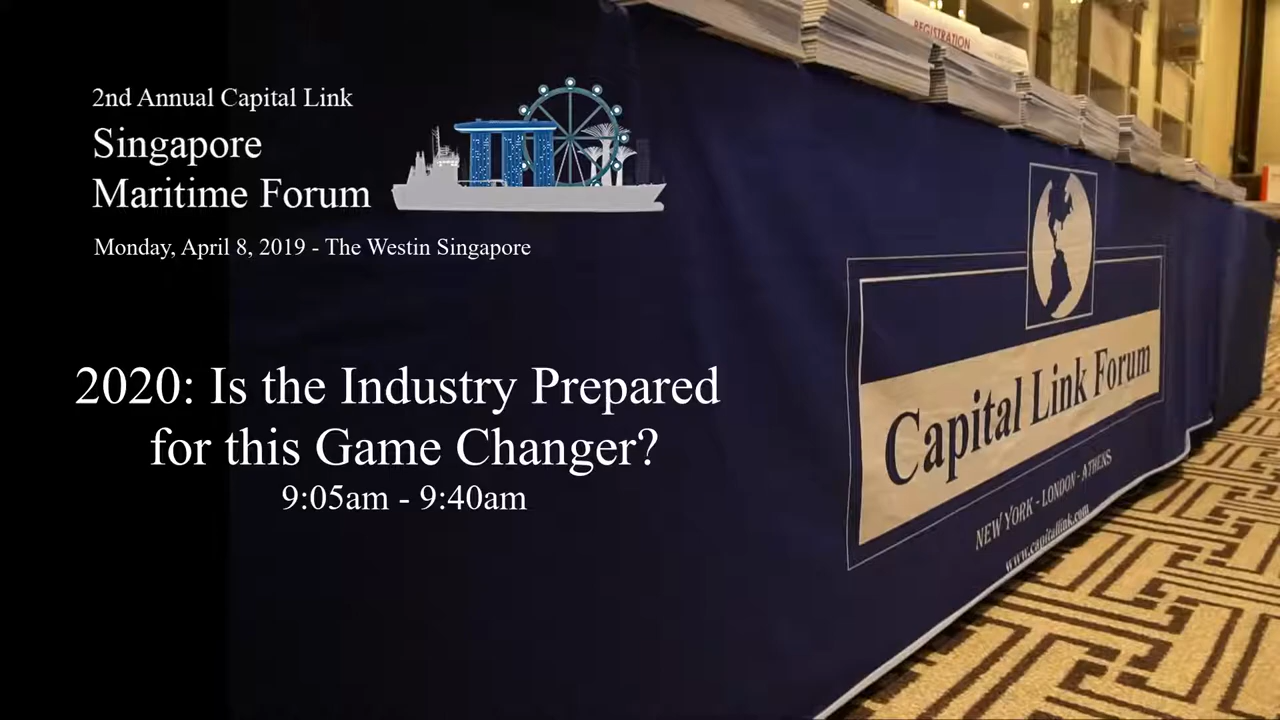 2nd Annual Capital Link
Singapore
Maritime Forum
Monday, April 8, 2019 - The Westin Singapore
2020: Is the Industry Prepared
for this Game Changer?
9:05am - 9:40am
REGISTRATION
Capital Link Forum
NEW YORK - LONDON - ATHENS
www.capitallink.com